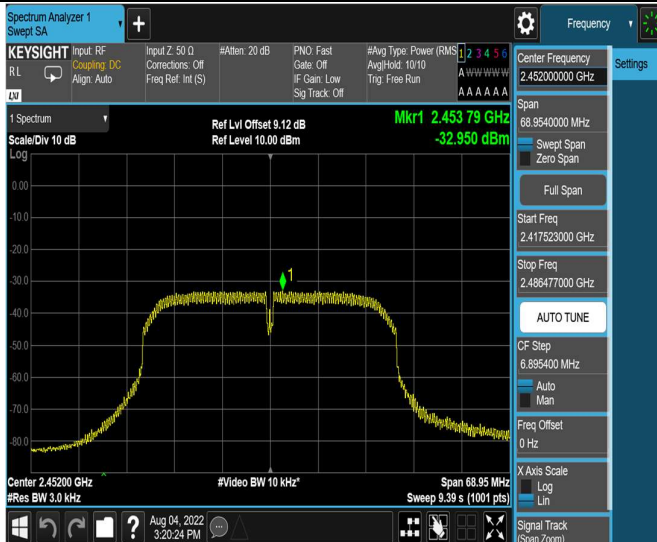 Spectrum Analyzer 1
Swept SA
Frequency
KEYSIGHT
RL
LXI
Input: RF
Coupling: DC
Align: Auto
Input Z: 50 Ω
Corrections: Off
Freq Ref: Int (S)
#Atten: 20 dB
PNO: Fast
Gate: Off
IF Gain: Low
Sig Track: Off
#Avg Type: Power (RMS
Avg|Hold: 10/10
Trig: Free Run
1 2 3 4 5 6
A W W W W W
A A A A A A
Center Frequency
2.452000000 GHz
Settings
Span
68.9540000 MHz
Swept Span
Zero Span
Full Span
Start Freq
2.417523000 GHz
Stop Freq
2.486477000 GHz
AUTO TUNE
CF Step
6.895400 MHz
Auto
Man
Freq Offset
0 Hz
X Axis Scale
Log
Lin
Signal Track
(Span Zoom)
1 Spectrum
Scale/Div 10 dB
Log
Ref Lvl Offset 9.12 dB
Ref Level 10.00 dBm
Mkr1 2.453 79 GHz
-32.950 dBm
0.00
-10.0
-20.0
-30.0
-40.0
-50.0
-60.0
-70.0
-80.0
1
Center 2.45200 GHz
#Res BW 3.0 kHz
#Video BW 10 kHz*
Span 68.95 MHz
Sweep 9.39 s (1001 pts)
?
Aug 04, 2022
3:20:24 PM